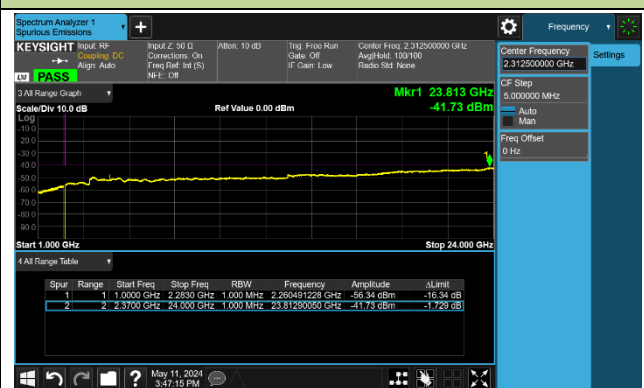 Spectrum Analyzer 1
Spurious Emissions
+
Frequency
KEYSIGHT
Input: RF
Coupling: DC
Align: Auto
Input Z: 50 Ω
Corrections: On
Freq Ref: Int (S)
NFE: Off
Atten: 10 dB
Trig: Free Run
Gate: Off
IF Gain: Low
Center Freq: 2.312500000 GHz
Avg|Hold: 100/100
Radio Std: None
LXI
PASS
Center Frequency
2.312500000 GHz
Settings
CF Step
5.000000 MHz
Auto
Man
Freq Offset
0 Hz
3 All Range Graph
Mkr1 23.813 GHz
-41.73 dBm
Scale/Div 10.0 dB
Ref Value 0.00 dBm
Log
-10.0
-20.0
-30.0
-40.0
-50.0
-60.0
-70.0
-80.0
-90.0
1
Start 1.000 GHz
Stop 24.000 GHz
4 All Range Table
Spur Range Start Freq Stop Freq RBW Frequency Amplitude ΔLimit
1 1 1.0000 GHz 2.2830 GHz 1.000 MHz 2.260491228 GHz -56.34 dBm -16.34 dB
2 2 2.3700 GHz 24.000 GHz 1.000 MHz 23.81290050 GHz -41.73 dBm -1.729 dB
?
May 11, 2024
3:47:15 PM